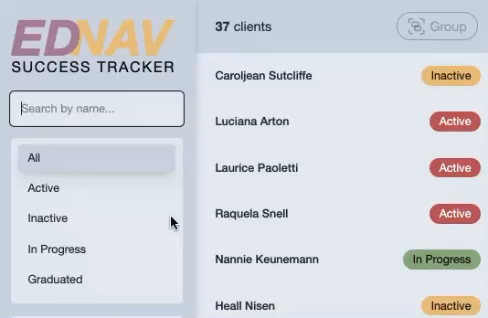 EDNAV
SUCCESS TRACKER
Search by name...
All
Active
Inactive
In Progress
Graduated
37 clients
Group
Caroljean Sutcliffe
Inactive
Luciana Arton
Active
Laurice Paoletti
Active
Raquela Snell
Active
Nannie Keunemann
In Progress
Heall Nisen
Inactive